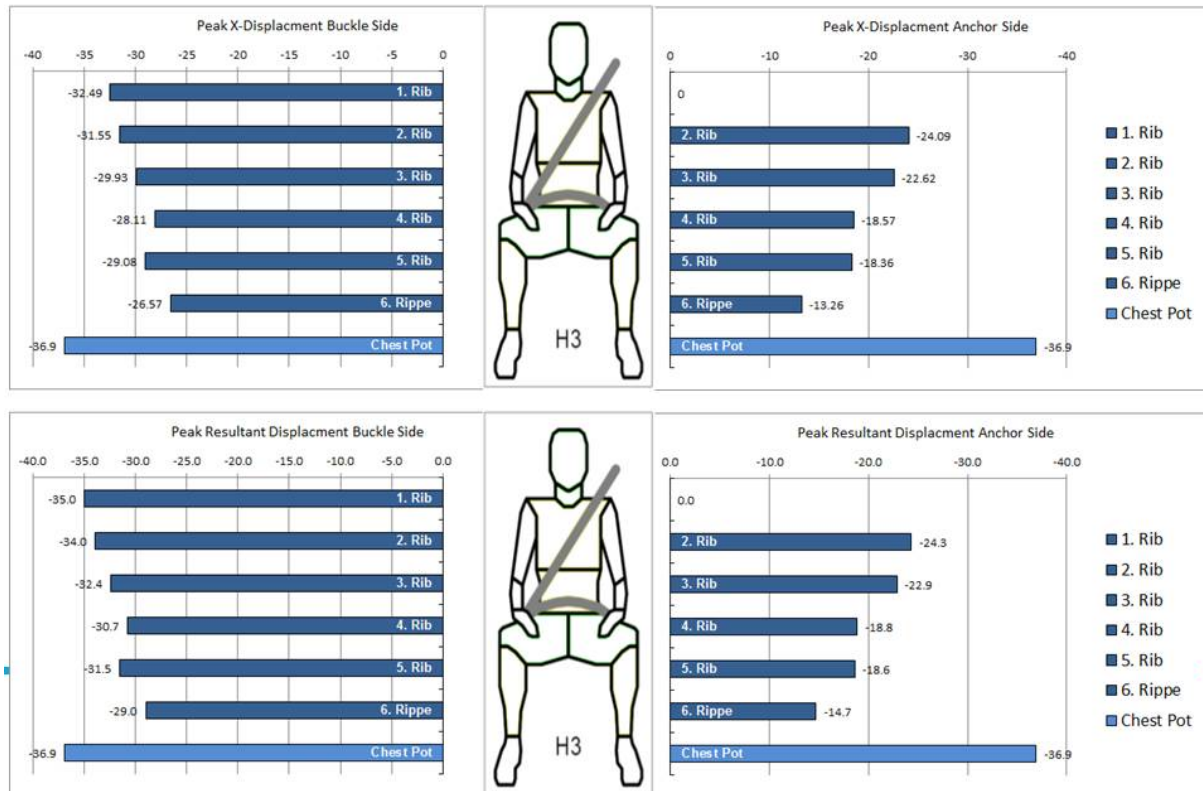 Peak X-Displacment Buckle Side
-40 -35 -30 -25 -20 -15 -10 -5 0
-32.49 1. Rib
-31.55 2. Rib
-29.93 3. Rib
-28.11 4. Rib
-29.08 5. Rib
-26.57 6. Rippe
-36.9 Chest Pot
H3
Peak X-Displacment Anchor Side
0 -10 -20 -30 -40
0
2. Rib -24.09
3. Rib -22.62
4. Rib -18.57
5. Rib -18.36
6. Rippe -13.26
Chest Pot -36.9
1. Rib
2. Rib
3. Rib
4. Rib
5. Rib
6. Rippe
Chest Pot
Peak Resultant Displacment Buckle Side
-40.0 -35.0 -30.0 -25.0 -20.0 -15.0 -10.0 -5.0 0.0
-35.0 1. Rib
-34.0 2. Rib
-32.4 3. Rib
-30.7 4. Rib
-31.5 5. Rib
-29.0 6. Rippe
-36.9 Chest Pot
H3
Peak Resultant Displacment Anchor Side
0.0 -10.0 -20.0 -30.0 -40.0
0.0
2. Rib -24.3
3. Rib -22.9
4. Rib -18.8
5. Rib -18.6
6. Rippe -14.7
Chest Pot -36.9
1. Rib
2. Rib
3. Rib
4. Rib
5. Rib
6. Rippe
Chest Pot